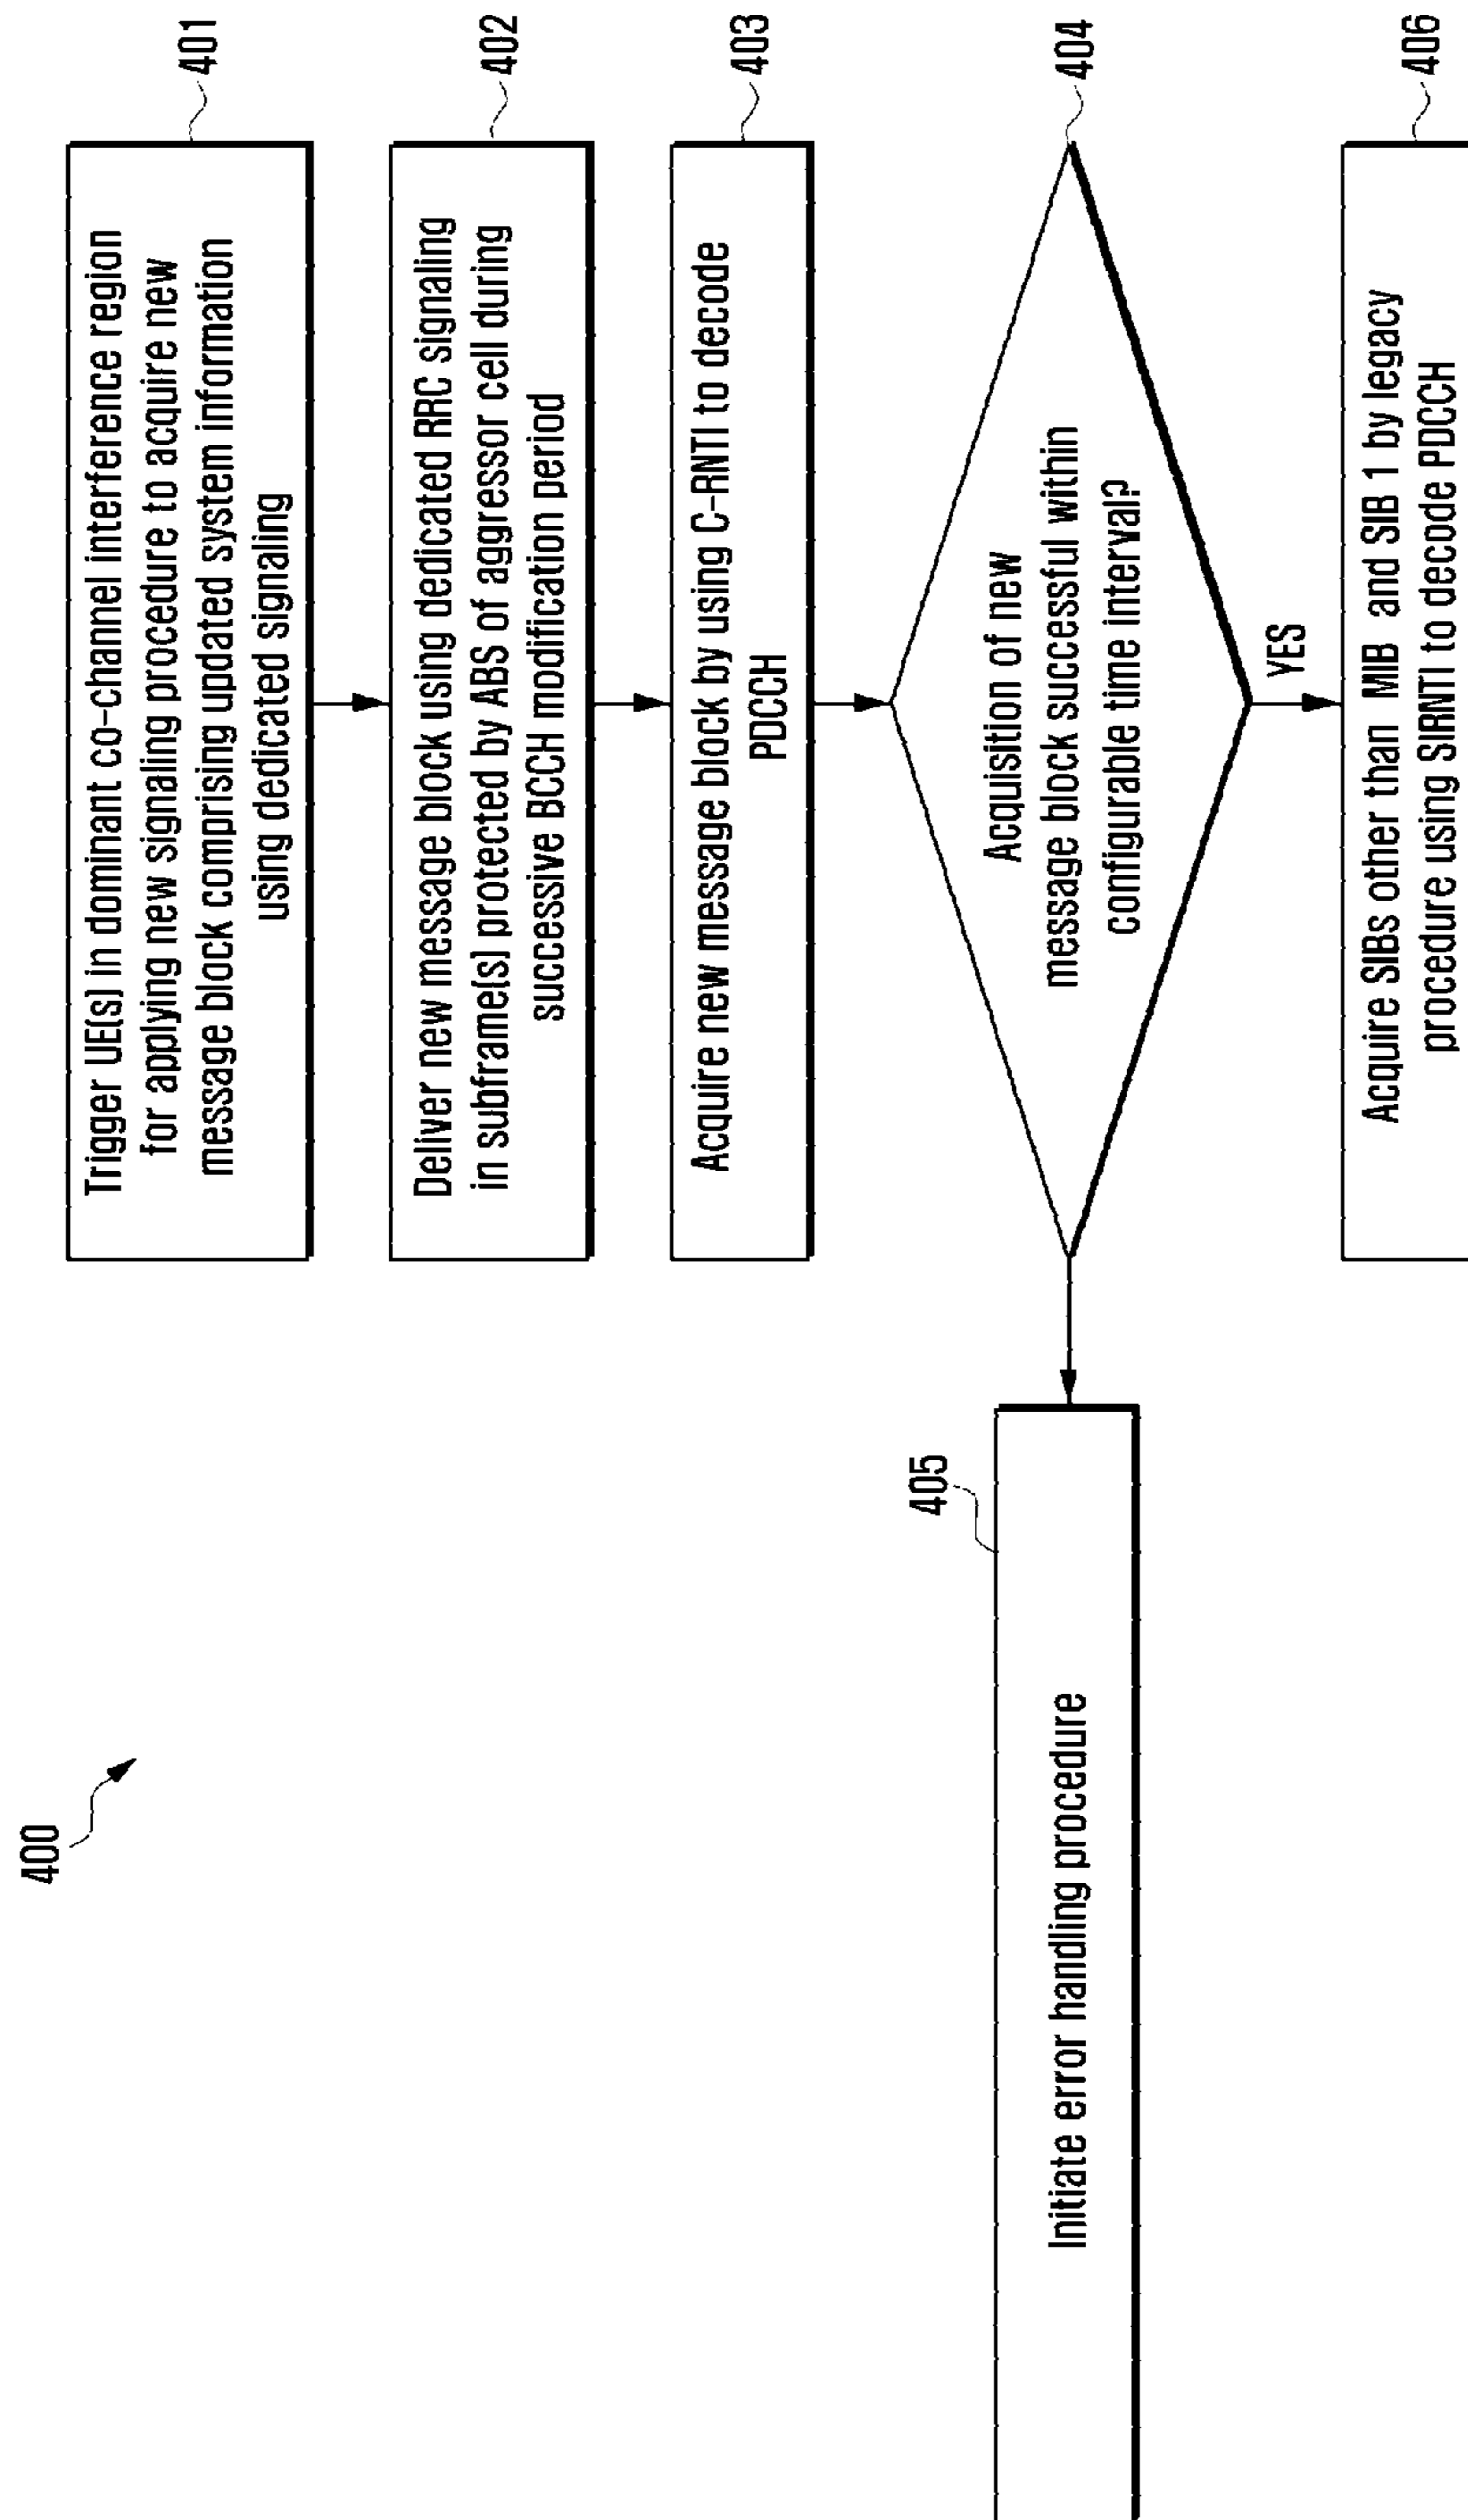 400
Trigger UE(s) in dominant co-channel interference region
for applying new signaling procedure to acquire new
message block comprising updated system information
using dedicated signaling
401
Deliver new message block using dedicated RRC signaling
in subframe(s) protected by ABS of aggressor cell during
successive BCCH modification period
402
Acquire new message block by using C-RNTI to decode
PDCCH
403
Acquisition of new
message block successful within
configurable time interval?
404
405
Initiate error handling procedure
YES
Acquire SIBs other than MIB and SIB 1 by legacy
procedure using SIRNTI to decode PDCCH
406